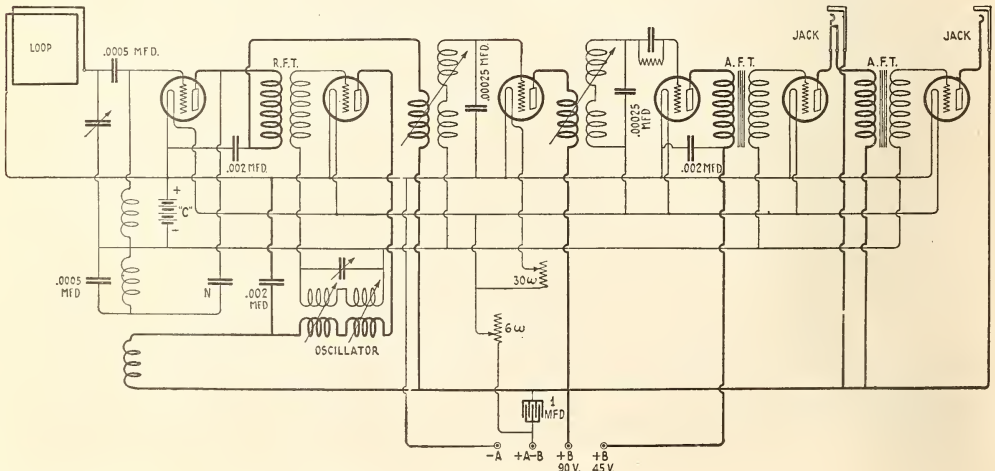 LOOP
.0005 MFD.
R.F.T.
.00025 MFD.
.00025
MFD
A.F.T.
JACK
A.F.T.
JACK
.002 MFD.
.002 MFD
+
"C"
-
.0005
MFD
N
.002
MFD
OSCILLATOR
30ω
6ω
1
MFD
-A
+A-B
+B
90 V.
+B
45 V